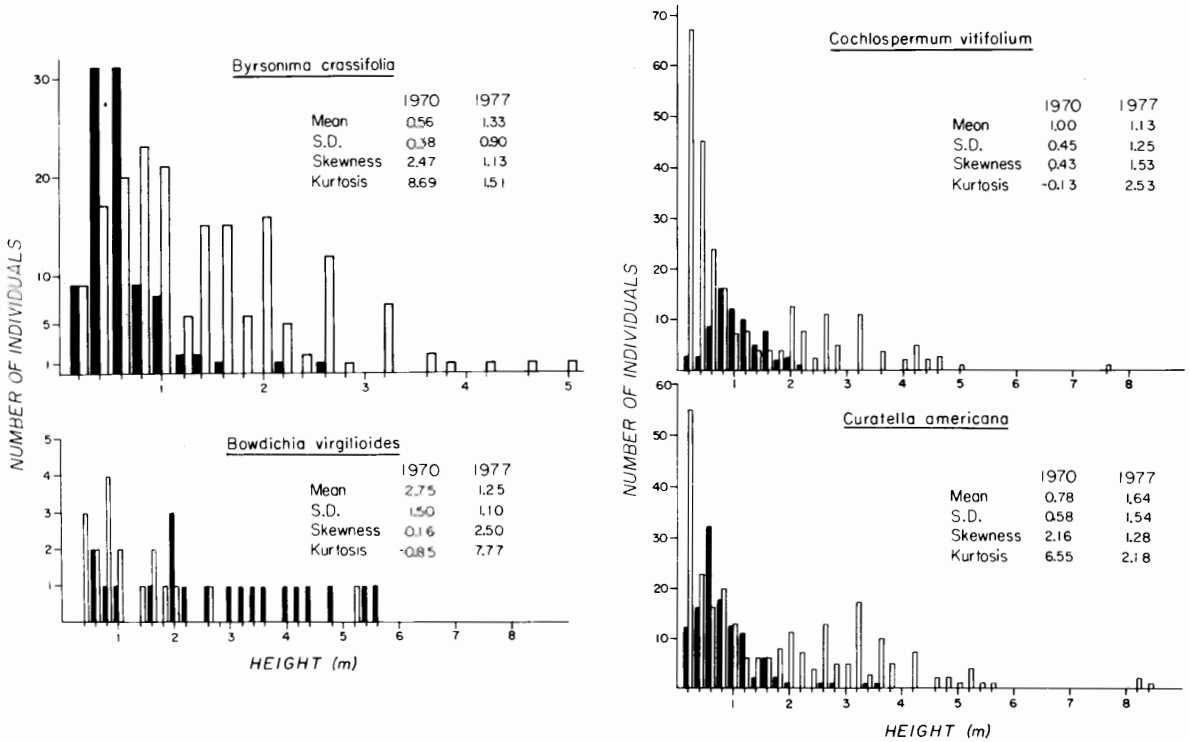 Byrsonima crassifolia
1970 1977
Mean 0.56 1.33
S.D. 0.38 0.90
Skewness 2.47 1.13
Kurtosis 8.69 1.51
30
20
10
5
1
1 2 3 4 5
NUMBER OF INDIVIDUALS
Bowdichia virgilioides
1970 1977
Mean 2.75 1.25
S.D. 1.50 1.10
Skewness 0.16 2.50
Kurtosis -0.85 7.77
5
4
3
2
1
1 2 3 4 5 6 7 8
HEIGHT (m)
Cochlospermum vitifolium
1970 1977
Mean 1.00 1.13
S.D. 0.45 1.25
Skewness 0.43 1.53
Kurtosis -0.13 2.53
70
60
50
40
30
20
10
1 2 3 4 5 6 7 8
NUMBER OF INDIVIDUALS
Curatella americana
1970 1977
Mean 0.78 1.64
S.D. 0.58 1.54
Skewness 2.16 1.28
Kurtosis 6.55 2.18
60
50
40
30
20
10
1 2 3 4 5 6 7 8
HEIGHT (m)